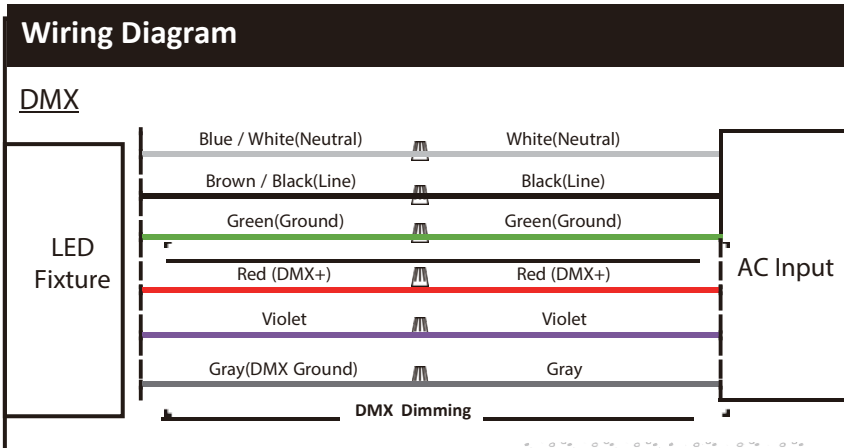 Wiring Diagram
DMX
Blue / White(Neutral) White(Neutral)
Brown / Black(Line) Black(Line)
Green(Ground) Green(Ground)
LED
Fixture
AC Input
Red (DMX+) Red (DMX+)
Violet Violet
Gray(DMX Ground) Gray
DMX Dimming